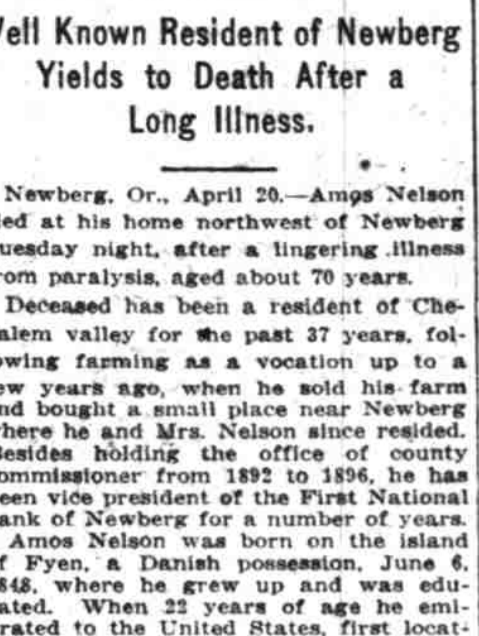 ell Known Resident of Newberg
Yields to Death After a
Long Illness.
Newberg, Or., April 20.—Amos Nelson
ied at his home northwest of Newberg
uesday night, after a lingering illness
rom paralysis, aged about 70 years.
Deceased has been a resident of Che-
alem valley for the past 37 years, fol-
owing farming as a vocation up to a
ew years ago, when he sold his farm
nd bought a small place near Newberg
here he and Mrs. Nelson since resided.
Besides holding the office of county
ommissioner from 1892 to 1896, he has
een vice president of the First National
ank of Newberg for a number of years.
Amos Nelson was born on the island
f Fyen, a Danish possession, June 6,
848, where he grew up and was edu-
ated. When 22 years of age he emi-
rated to the United States, first locat-